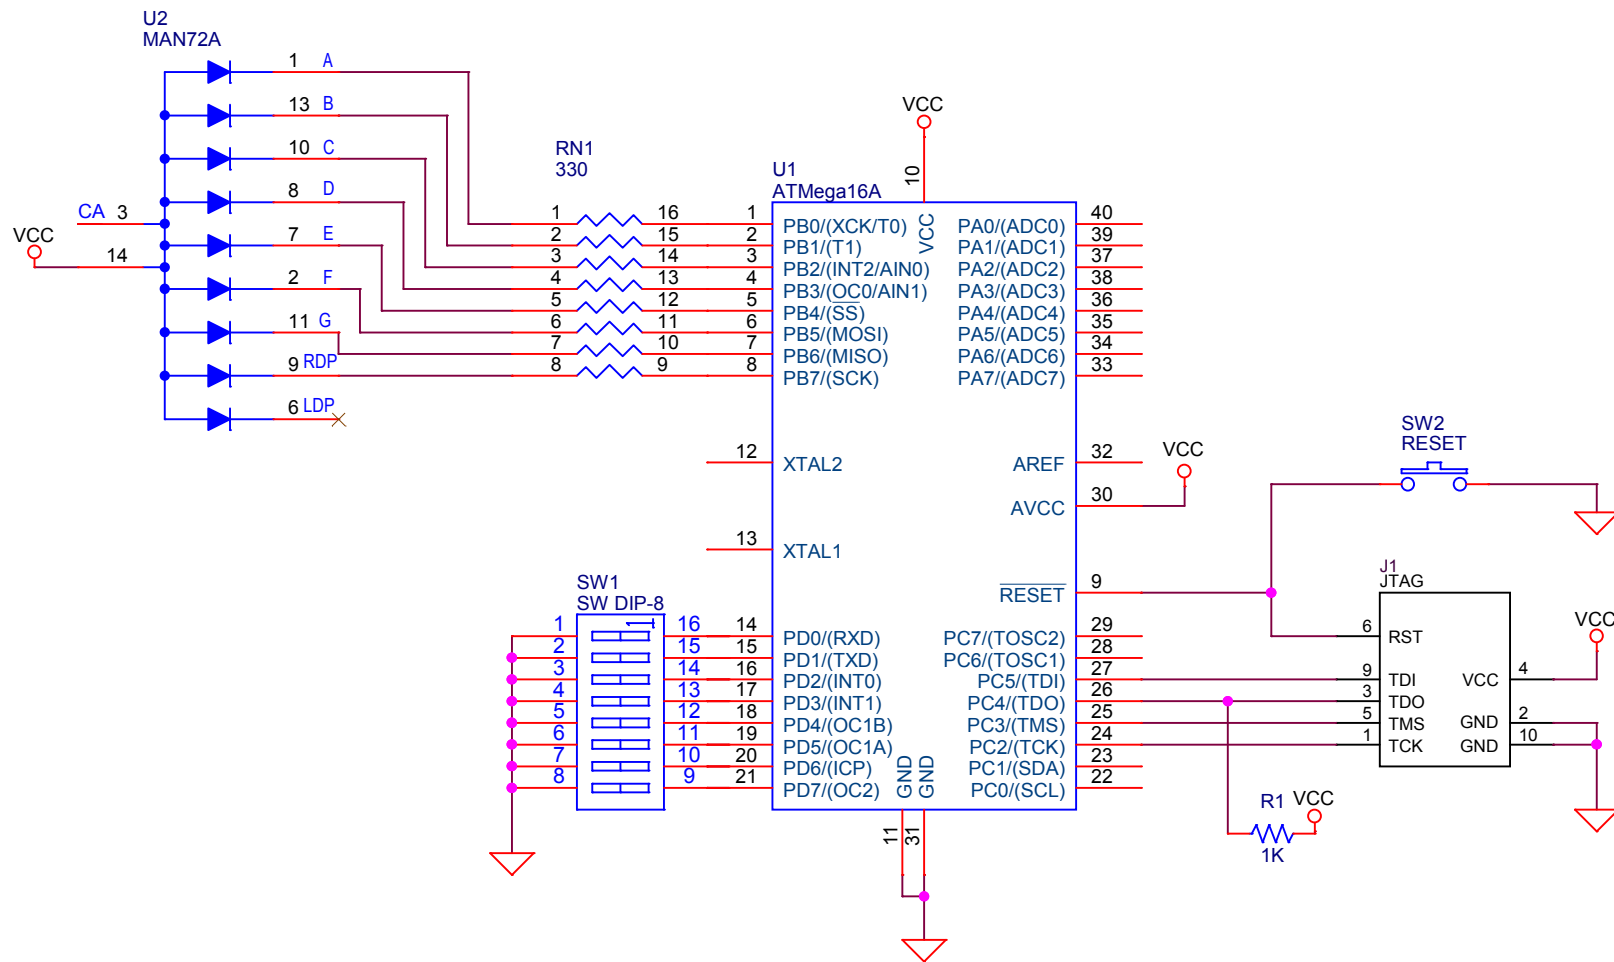 U2
MAN72A
1 A
13 B
10 C
8 D
7 E
2 F
11 G
9 RDP
6 LDP
CA 3
VCC
14
RN1
330
1 16
2 15
3 14
4 13
5 12
6 11
7 10
8 9
VCC
10
U1
ATMega16A
VCC
1 PB0/(XCK/T0)
2 PB1/(T1)
3 PB2/(INT2/AIN0)
4 PB3/(OC0/AIN1)
5 PB4/(SS)
6 PB5/(MOSI)
7 PB6/(MISO)
8 PB7/(SCK)
12 XTAL2
13 XTAL1
14 PD0/(RXD)
15 PD1/(TXD)
16 PD2/(INT0)
17 PD3/(INT1)
18 PD4/(OC1B)
19 PD5/(OC1A)
20 PD6/(ICP)
21 PD7/(OC2)
PA0/(ADC0) 40
PA1/(ADC1) 39
PA2/(ADC2) 37
PA3/(ADC3) 38
PA4/(ADC4) 36
PA5/(ADC5) 35
PA6/(ADC6) 34
PA7/(ADC7) 33
AREF 32
AVCC 30
VCC
RESET 9
PC7/(TOSC2) 29
PC6/(TOSC1) 28
PC5/(TDI) 27
PC4/(TDO) 26
PC3/(TMS) 25
PC2/(TCK) 24
PC1/(SDA) 23
PC0/(SCL) 22
GND 11
GND 31
SW1
SW DIP-8
1 16
2 15
3 14
4 13
5 12
6 11
7 10
8 9
SW2
RESET
J1
JTAG
6 RST
9 TDI
3 TDO
5 TMS
1 TCK
VCC 4
GND 2
GND 10
VCC
R1
1K
VCC